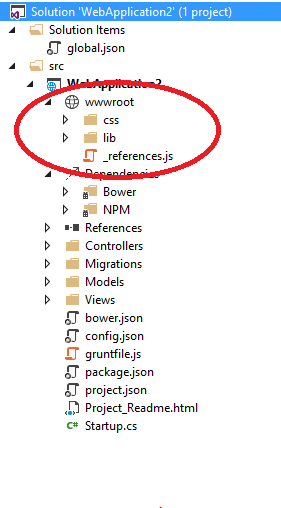 Solution 'WebApplication2' (1 project)
Solution Items
global.json
src
WebApplication2
wwwroot
css
lib
_references.js
Dependencies
Bower
NPM
References
Controllers
Migrations
Models
Views
bower.json
config.json
gruntfile.js
package.json
project.json
Project_Readme.html
C# Startup.cs